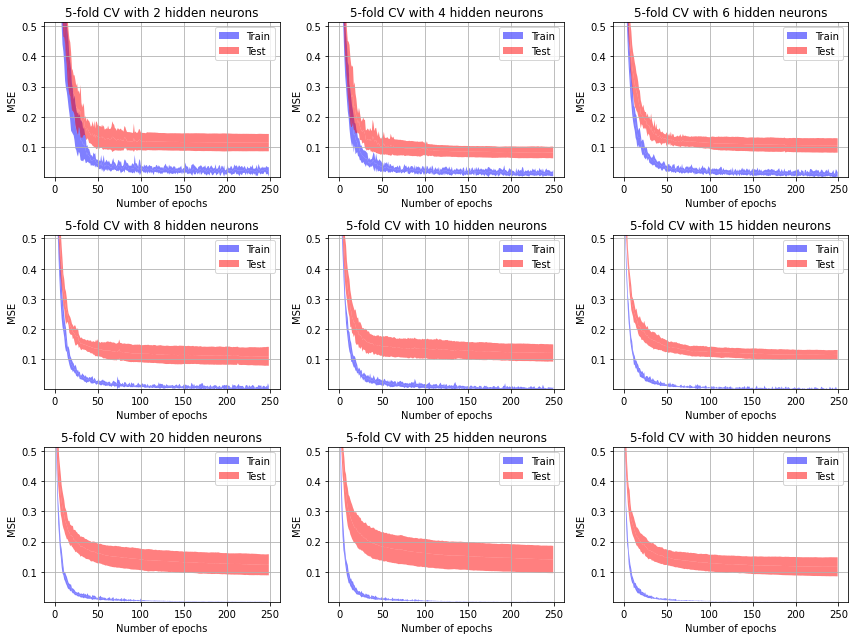 5-fold CV with 2 hidden neurons
0.5
0.4
0.3
0.2
0.1
MSE
Train
Test
0 50 100 150 200 250
Number of epochs
5-fold CV with 4 hidden neurons
0.5
0.4
0.3
0.2
0.1
MSE
Train
Test
0 50 100 150 200 250
Number of epochs
5-fold CV with 6 hidden neurons
0.5
0.4
0.3
0.2
0.1
MSE
Train
Test
0 50 100 150 200 250
Number of epochs
5-fold CV with 8 hidden neurons
0.5
0.4
0.3
0.2
0.1
MSE
Train
Test
0 50 100 150 200 250
Number of epochs
5-fold CV with 10 hidden neurons
0.5
0.4
0.3
0.2
0.1
MSE
Train
Test
0 50 100 150 200 250
Number of epochs
5-fold CV with 15 hidden neurons
0.5
0.4
0.3
0.2
0.1
MSE
Train
Test
0 50 100 150 200 250
Number of epochs
5-fold CV with 20 hidden neurons
0.5
0.4
0.3
0.2
0.1
MSE
Train
Test
0 50 100 150 200 250
Number of epochs
5-fold CV with 25 hidden neurons
0.5
0.4
0.3
0.2
0.1
MSE
Train
Test
0 50 100 150 200 250
Number of epochs
5-fold CV with 30 hidden neurons
0.5
0.4
0.3
0.2
0.1
MSE
Train
Test
0 50 100 150 200 250
Number of epochs